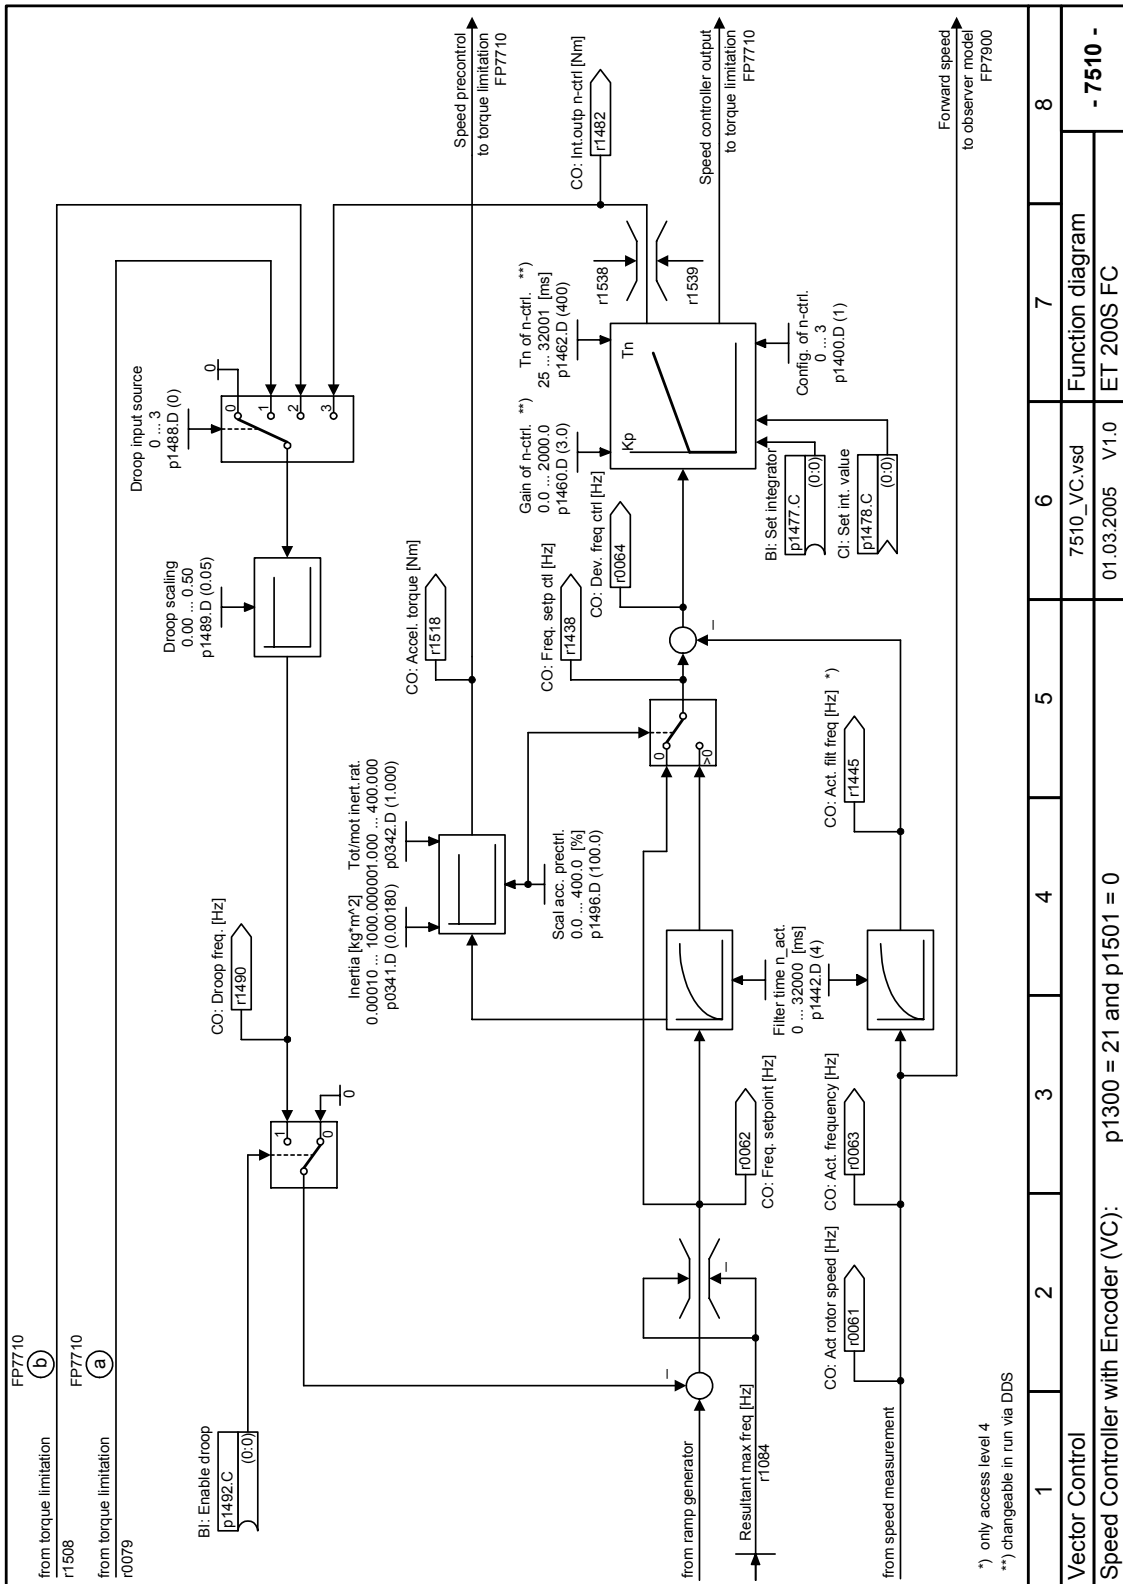 FP7710
b
from torque limitation
r1508
FP7710
a
from torque limitation
r0079
BI: Enable droop
p1492.C
(0:0)
1
0
0
CO: Droop freq. [Hz]
r1490
Droop scaling
0.00 ... 0.50
p1489.D (0.05)
Droop input source
0 ... 3
p1488.D (0)
0
0
1
2
3
Speed precontrol
to torque limitation
FP7710
Inertia [kg*m^2]
0.00010 ... 1000.00000
p0341.D (0.00180)
Tot/mot inert.rat.
1.000 ... 400.000
p0342.D (1.000)
CO: Accel. torque [Nm]
r1518
Scal acc. prectrl.
0.0 ... 400.0 [%]
p1496.D (100.0)
CO: Freq. setp ctl [Hz]
r1438
CO: Dev. freq ctrl [Hz]
r0064
Gain of n-ctrl. **)
0.0 ... 2000.0
p1460.D (3.0)
Tn of n-ctrl. **)
25 ... 32001 [ms]
p1462.D (400)
Kp
Tn
r1538
r1539
CO: Int.outp n-ctrl [Nm]
r1482
Speed controller output
to torque limitation
FP7710
from ramp generator
–
Resultant max freq [Hz]
r1084
–
r0062
CO: Freq. setpoint [Hz]
Filter time n_act.
0 ... 32000 [ms]
p1442.D (4)
0
>0
–
BI: Set integrator
p1477.C
(0:0)
CI: Set int. value
p1478.C
(0:0)
Config. of n-ctrl.
0 ... 3
p1400.D (1)
from speed measurement
CO: Act rotor speed [Hz]
r0061
CO: Act. frequency [Hz]
r0063
CO: Act. filt freq [Hz] *)
r1445
Forward speed
to observer model
FP7900
*) only access level 4
**) changeable in run via DDS
1
2
3
4
5
6
7
8
Vector Control
7510_VC.vsd
Function diagram
- 7510 -
Speed Controller with Encoder (VC):
p1300 = 21 and p1501 = 0
01.03.2005
V1.0
ET 200S FC